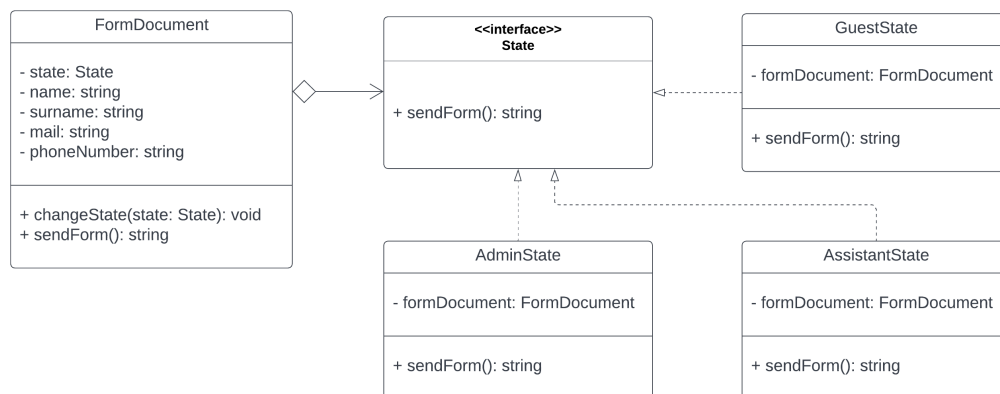 FormDocument
- state: State
- name: string
- surname: string
- mail: string
- phoneNumber: string
+ changeState(state: State): void
+ sendForm(): string
<<interface>>
State
+ sendForm(): string
GuestState
- formDocument: FormDocument
+ sendForm(): string
AdminState
- formDocument: FormDocument
+ sendForm(): string
AssistantState
- formDocument: FormDocument
+ sendForm(): string